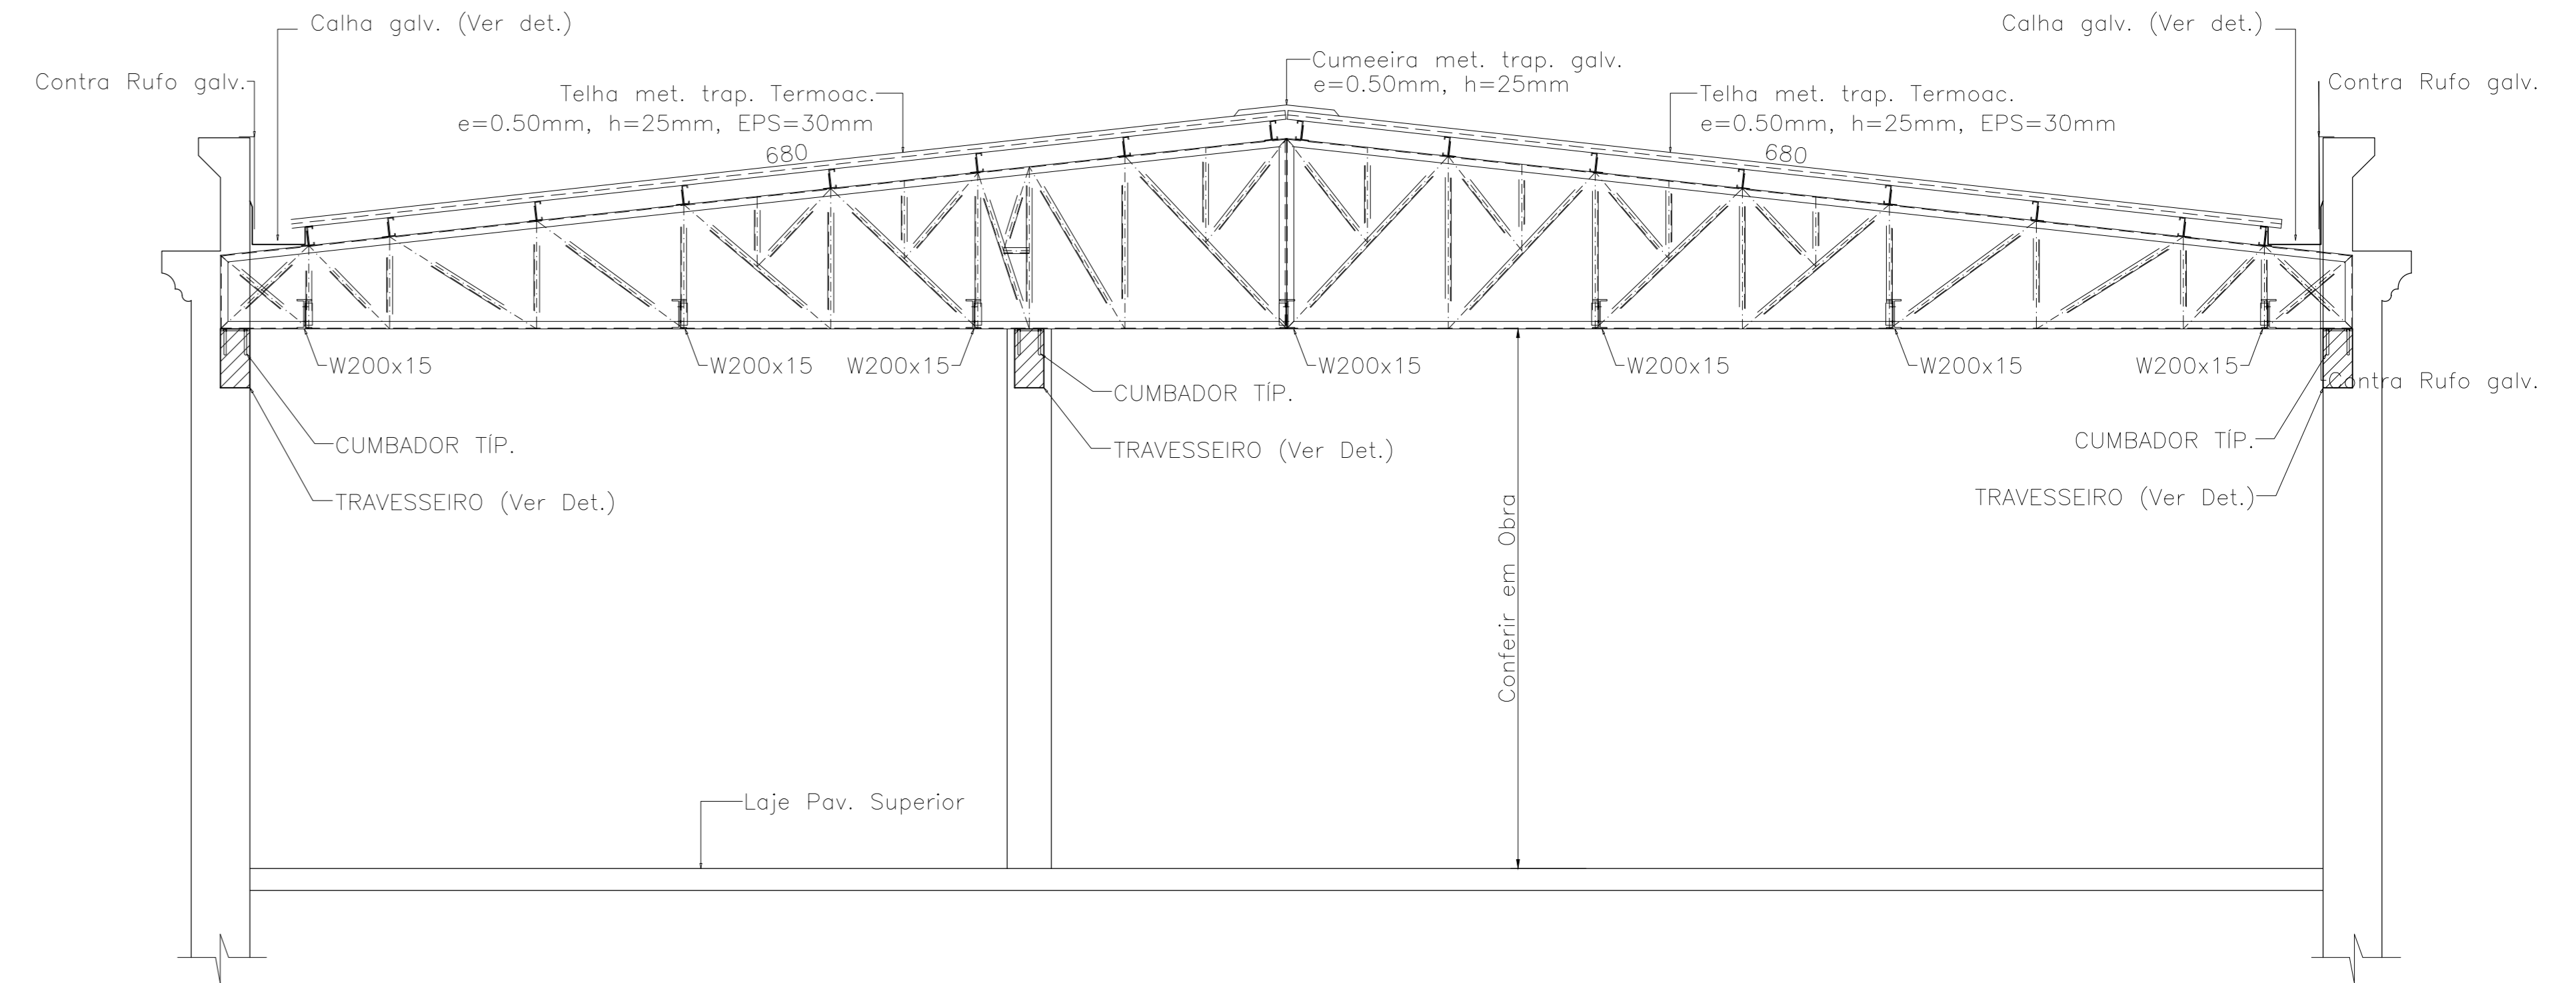 Calha galv. (Ver det.)
Calha galv. (Ver det.)
Contra Rufo galv.
Cumeeira met. trap. galv.
e=0.50mm, h=25mm
Contra Rufo galv.
Telha met. trap. Termoac.
e=0.50mm, h=25mm, EPS=30mm
Telha met. trap. Termoac.
e=0.50mm, h=25mm, EPS=30mm
680
680
W200x15
W200x15
W200x15
W200x15
W200x15
W200x15
W200x15
Contra Rufo galv.
CUMBADOR TÍP.
CUMBADOR TÍP.
CUMBADOR TÍP.
TRAVESSEIRO (Ver Det.)
TRAVESSEIRO (Ver Det.)
TRAVESSEIRO (Ver Det.)
Conferir em Obra
Laje Pav. Superior